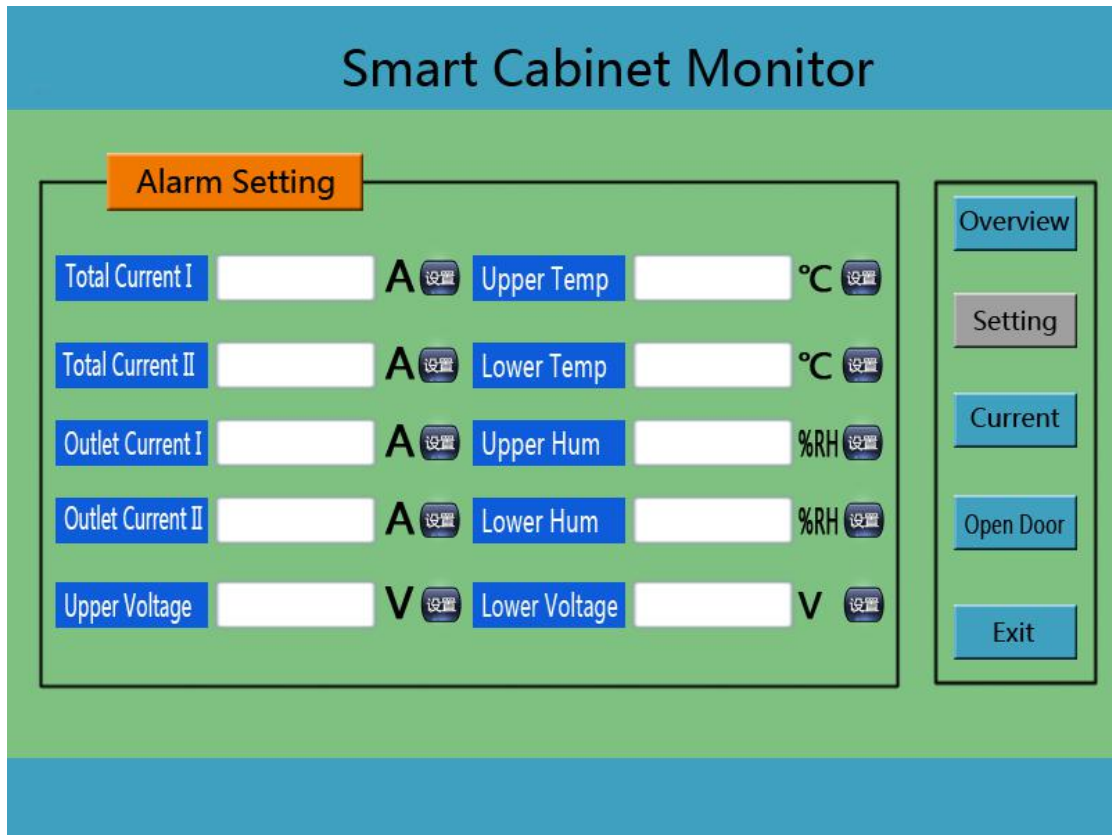 Smart Cabinet Monitor
Alarm Setting
Total Current Ⅰ A 设置 Upper Temp ℃ 设置
Total Current Ⅱ A 设置 Lower Temp ℃ 设置
Outlet Current Ⅰ A 设置 Upper Hum %RH 设置
Outlet Current Ⅱ A 设置 Lower Hum %RH 设置
Upper Voltage V 设置 Lower Voltage V 设置
Overview
Setting
Current
Open Door
Exit